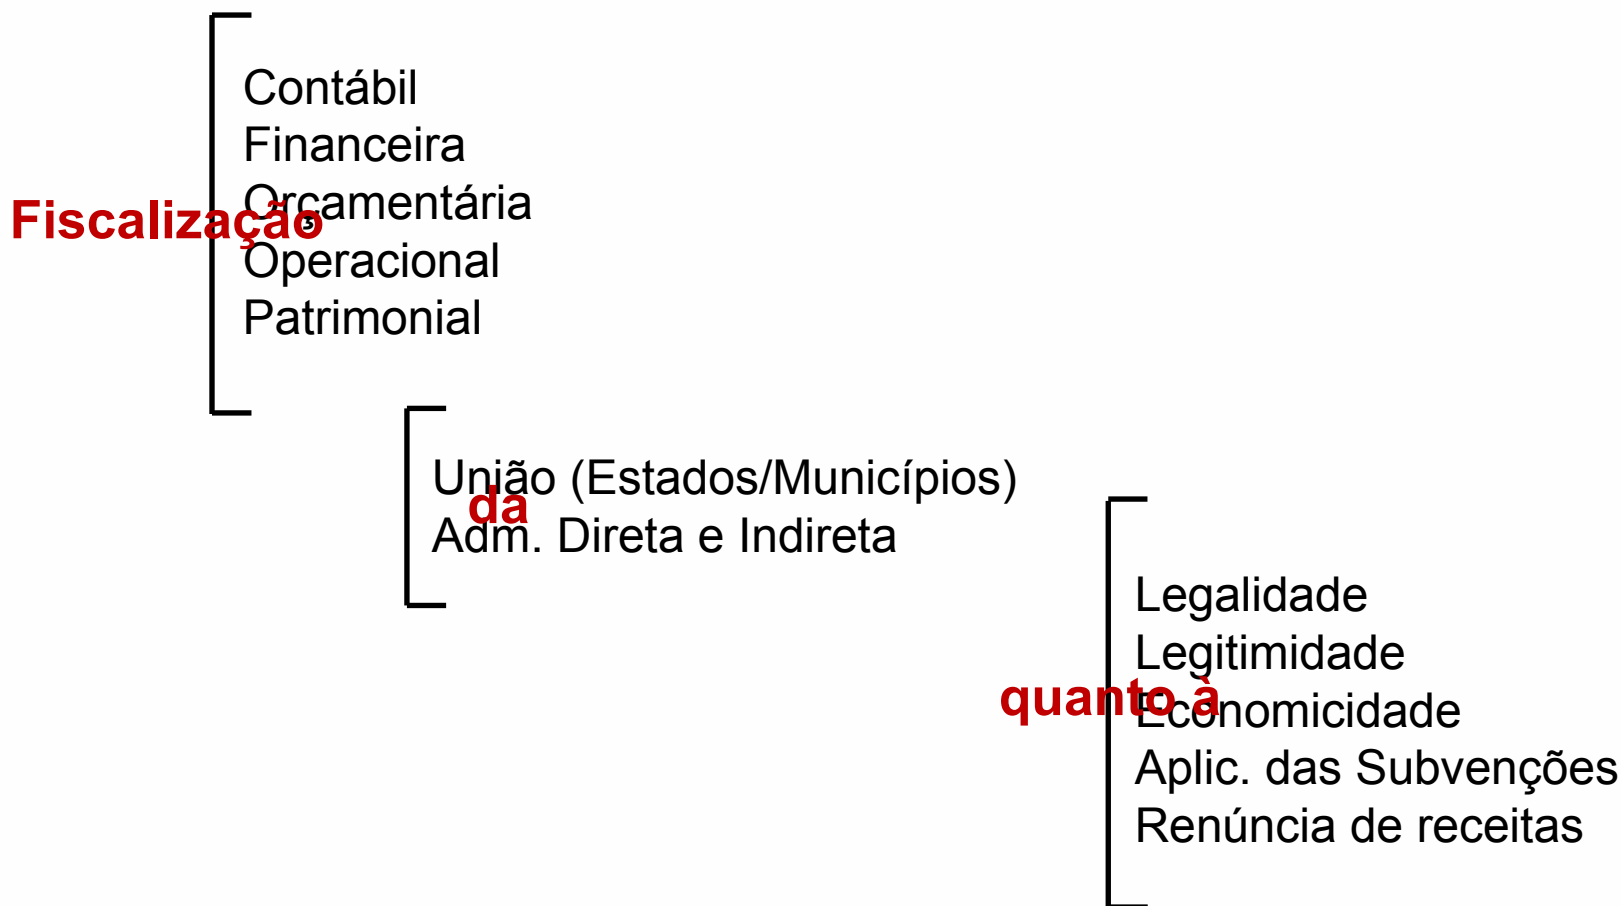 Fiscalização
Contábil
Financeira
Orçamentária
Operacional
Patrimonial
da
União (Estados/Municípios)
Adm. Direta e Indireta
quanto à
Legalidade
Legitimidade
Economicidade
Aplic. das Subvenções
Renúncia de receitas